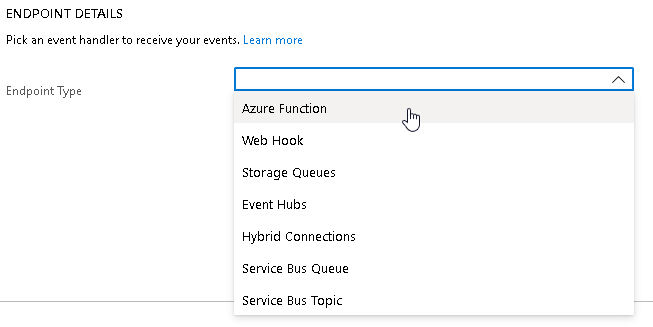 ENDPOINT DETAILS
Pick an event handler to receive your events. Learn more
Endpoint Type
Azure Function
Web Hook
Storage Queues
Event Hubs
Hybrid Connections
Service Bus Queue
Service Bus Topic